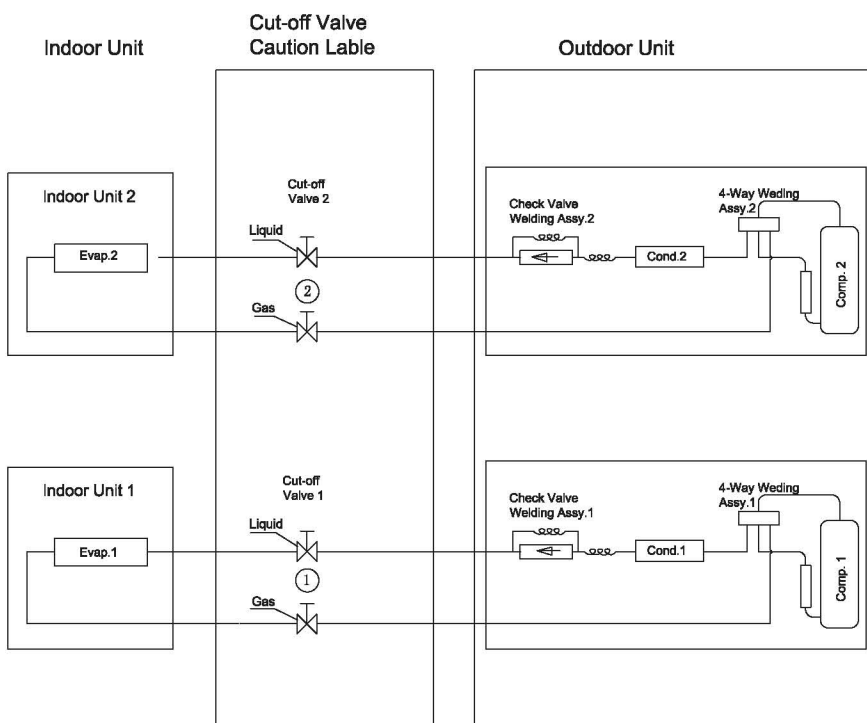 Indoor Unit
Cut-off Valve
Caution Lable
Outdoor Unit
Indoor Unit 2
Evap.2
Cut-off
Valve 2
Liquid
2
Gas
Check Valve
Welding Assy.2
Cond.2
4-Way Weding
Assy.2
Comp. 2
Indoor Unit 1
Evap.1
Cut-off
Valve 1
Liquid
1
Gas
Check Valve
Welding Assy.1
Cond.1
4-Way Weding
Assy.1
Comp. 1